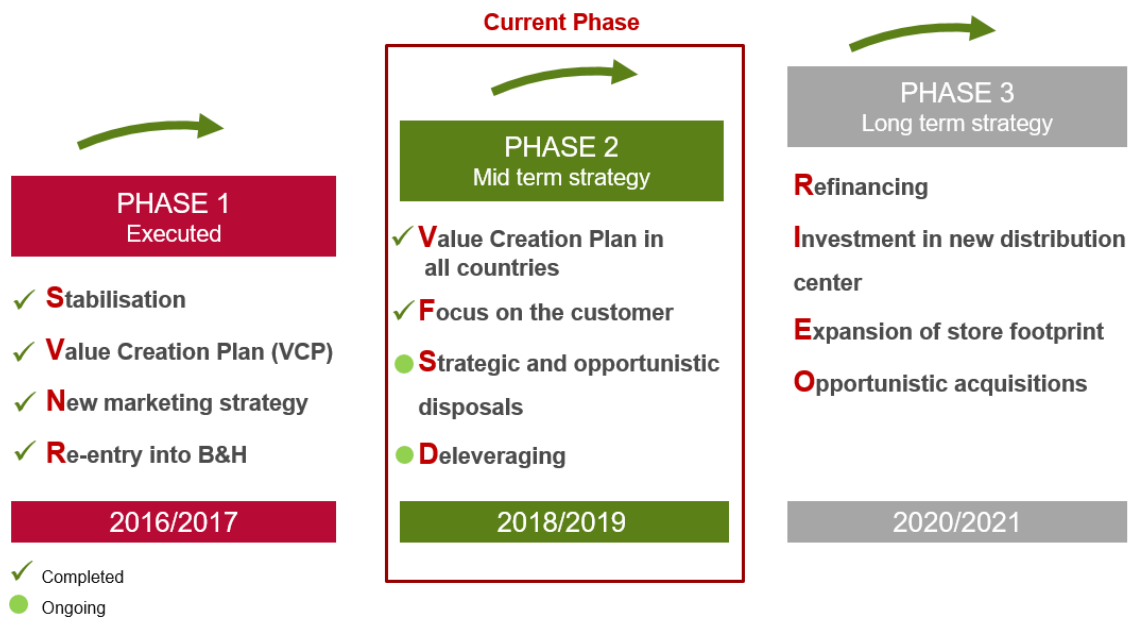 Current Phase
PHASE 1
Executed
Stabilisation
Value Creation Plan (VCP)
New marketing strategy
Re-entry into B&H
2016/2017
PHASE 2
Mid term strategy
Value Creation Plan in
all countries
Focus on the customer
Strategic and opportunistic
disposals
Deleveraging
2018/2019
PHASE 3
Long term strategy
Refinancing
Investment in new distribution
center
Expansion of store footprint
Opportunistic acquisitions
2020/2021
Completed
Ongoing